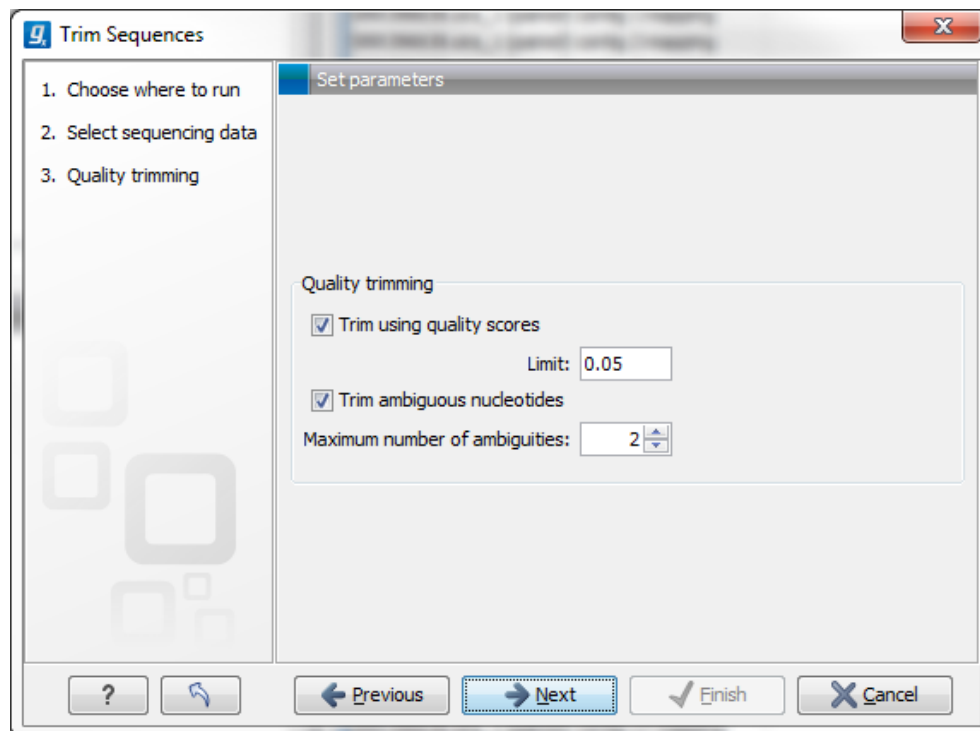 Trim Sequences
1. Choose where to run
2. Select sequencing data
3. Quality trimming
Set parameters
Quality trimming
Trim using quality scores
Limit: 0.05
Trim ambiguous nucleotides
Maximum number of ambiguities: 2
? Previous Next Finish Cancel